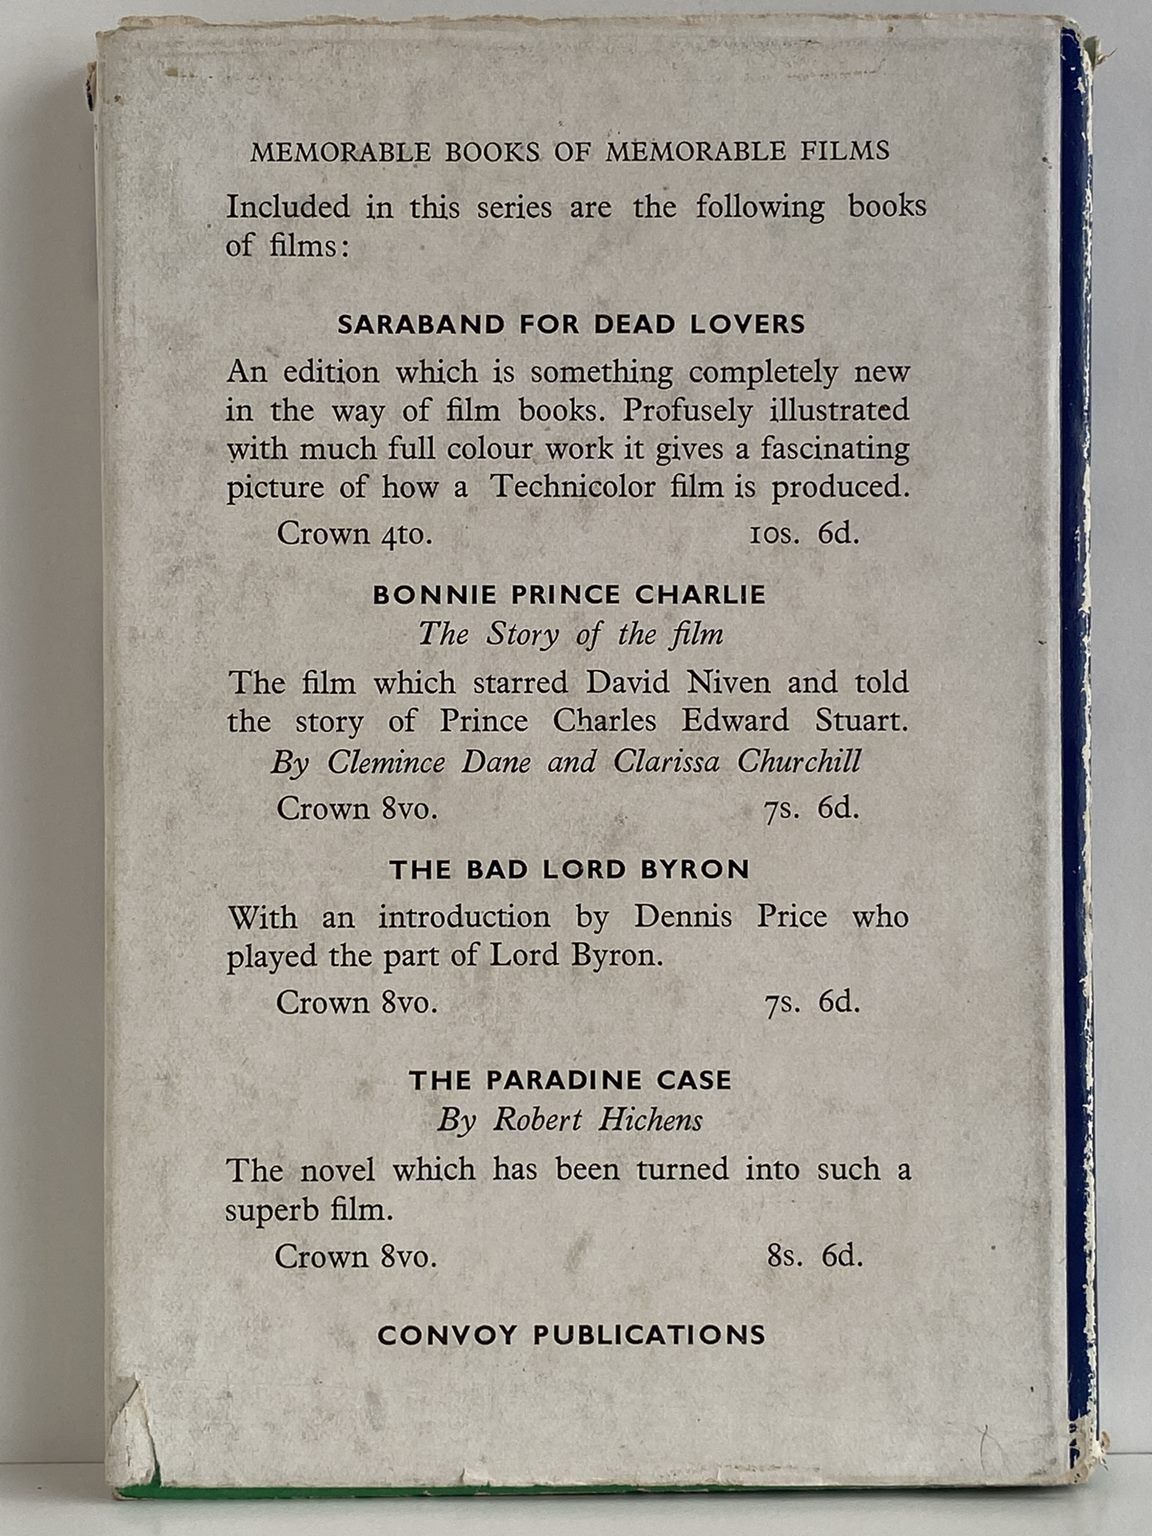 MEMORABLE BOOKS OF MEMORABLE FILMS
Included in this series are the following books
of films:
SARABAND FOR DEAD LOVERS
An edition which is something completely new
in the way of film books. Profusely illustrated
with much full colour work it gives a fascinating
picture of how a Technicolor film is produced.
Crown 4to. 10s. 6d.
BONNIE PRINCE CHARLIE
The Story of the film
The film which starred David Niven and told
the story of Prince Charles Edward Stuart.
By Clemince Dane and Clarissa Churchill
Crown 8vo. 7s. 6d.
THE BAD LORD BYRON
With an introduction by Dennis Price who
played the part of Lord Byron.
Crown 8vo. 7s. 6d.
THE PARADINE CASE
By Robert Hichens
The novel which has been turned into such a
superb film.
Crown 8vo. 8s. 6d.
CONVOY PUBLICATIONS